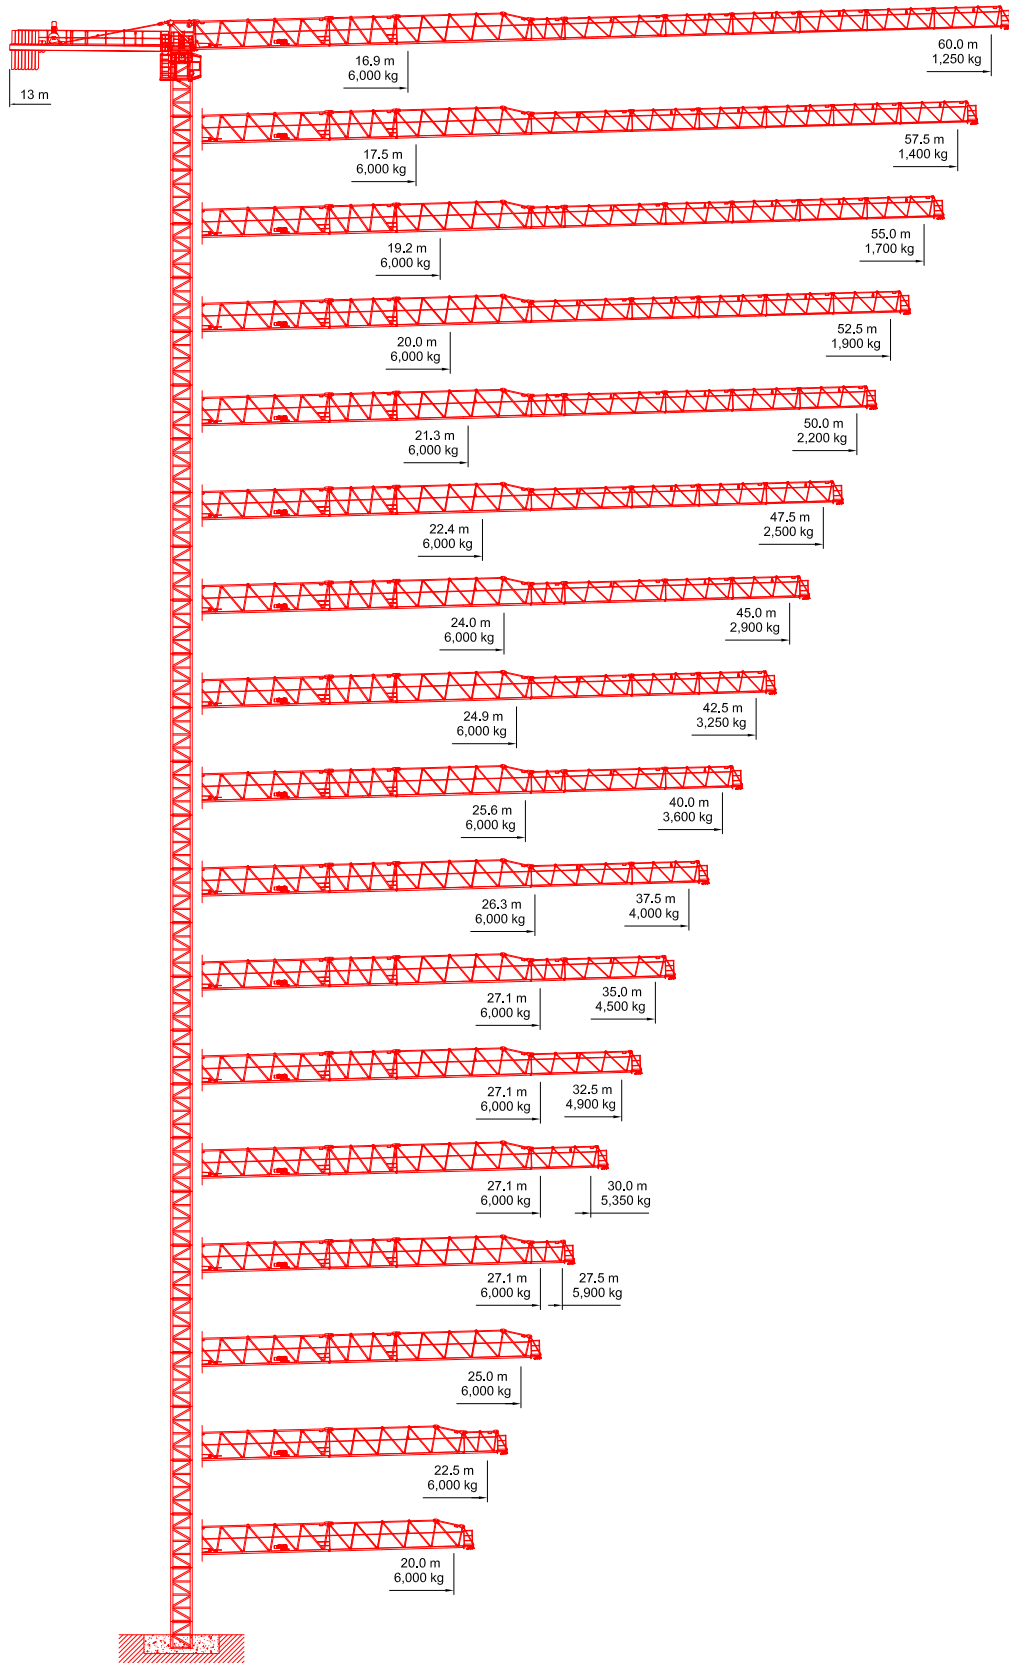 16.9 m
6,000 kg
60.0 m
1,250 kg
13 m
17.5 m
6,000 kg
57.5 m
1,400 kg
19.2 m
6,000 kg
55.0 m
1,700 kg
20.0 m
6,000 kg
52.5 m
1,900 kg
21.3 m
6,000 kg
50.0 m
2,200 kg
22.4 m
6,000 kg
47.5 m
2,500 kg
24.0 m
6,000 kg
45.0 m
2,900 kg
24.9 m
6,000 kg
42.5 m
3,250 kg
25.6 m
6,000 kg
40.0 m
3,600 kg
26.3 m
6,000 kg
37.5 m
4,000 kg
27.1 m
6,000 kg
35.0 m
4,500 kg
27.1 m
6,000 kg
32.5 m
4,900 kg
27.1 m
6,000 kg
30.0 m
5,350 kg
27.1 m
6,000 kg
27.5 m
5,900 kg
25.0 m
6,000 kg
22.5 m
6,000 kg
20.0 m
6,000 kg